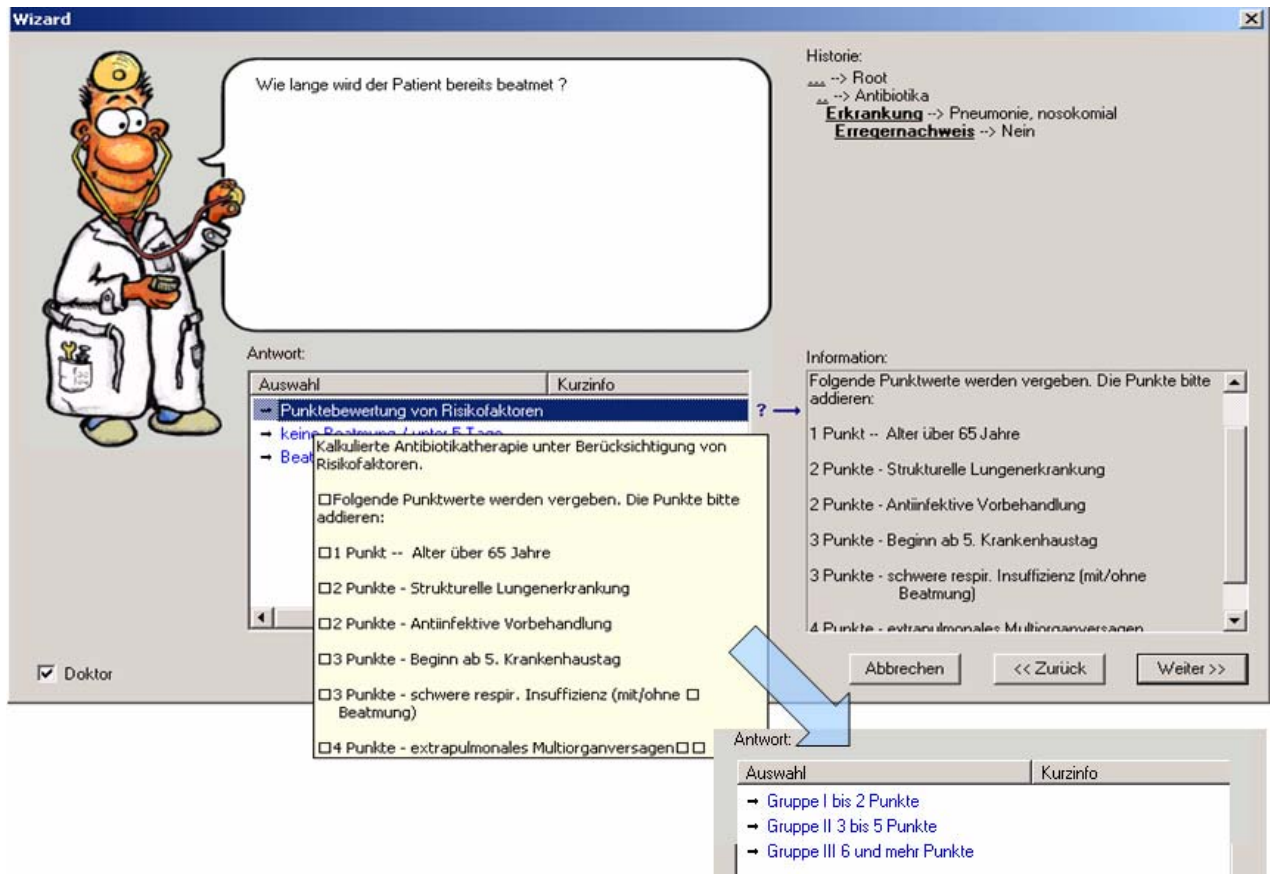 Wizard
Wie lange wird der Patient bereits beatmet ?
Historie:
... --> Root
.. --> Antibiotika
Erkrankung --> Pneumonie, nosokomial
Erregernachweis --> Nein
Antwort:
Auswahl Kurzinfo
Punktebewertung von Risikofaktoren
keine Beatmung / unter 5 Tage
Beat
Kalkulierte Antibiotikatherapie unter Berücksichtigung von
Risikofaktoren.
Folgende Punktwerte werden vergeben. Die Punkte bitte
addieren:
1 Punkt -- Alter über 65 Jahre
2 Punkte - Strukturelle Lungenerkrankung
2 Punkte - Antiinfektive Vorbehandlung
3 Punkte - Beginn ab 5. Krankenhaustag
3 Punkte - schwere respir. Insuffizienz (mit/ohne
Beatmung)
4 Punkte - extrapulmonales Multiorganversagen
?
Information:
Folgende Punktwerte werden vergeben. Die Punkte bitte
addieren:
1 Punkt -- Alter über 65 Jahre
2 Punkte - Strukturelle Lungenerkrankung
2 Punkte - Antiinfektive Vorbehandlung
3 Punkte - Beginn ab 5. Krankenhaustag
3 Punkte - schwere respir. Insuffizienz (mit/ohne
Beatmung)
4 Punkte - extrapulmonales Multiorganversagen
Doktor
Abbrechen
<< Zurück
Weiter >>
Antwort:
Auswahl Kurzinfo
Gruppe I bis 2 Punkte
Gruppe II 3 bis 5 Punkte
Gruppe III 6 und mehr Punkte